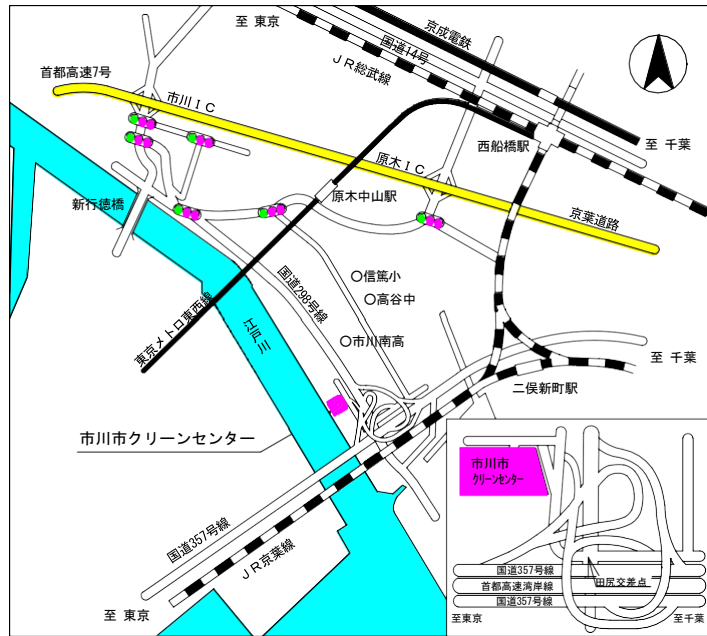 至 東京
京成電鉄
国道14号
JR総武線
首都高速7号
市川IC
至 千葉
西船橋駅
原木IC
原木中山駅
新行徳橋
京葉道路
国道298号線
○信篤小
○高谷中
東京メトロ東西線
江戸川
○市川南高
至 千葉
二俣新町駅
市川市クリーンセンター
国道357号線
JR京葉線
至 東京
市川市
クリーンセンター
国道357号線
田尻交差点
首都高速湾岸線
国道357号線
至東京
至千葉